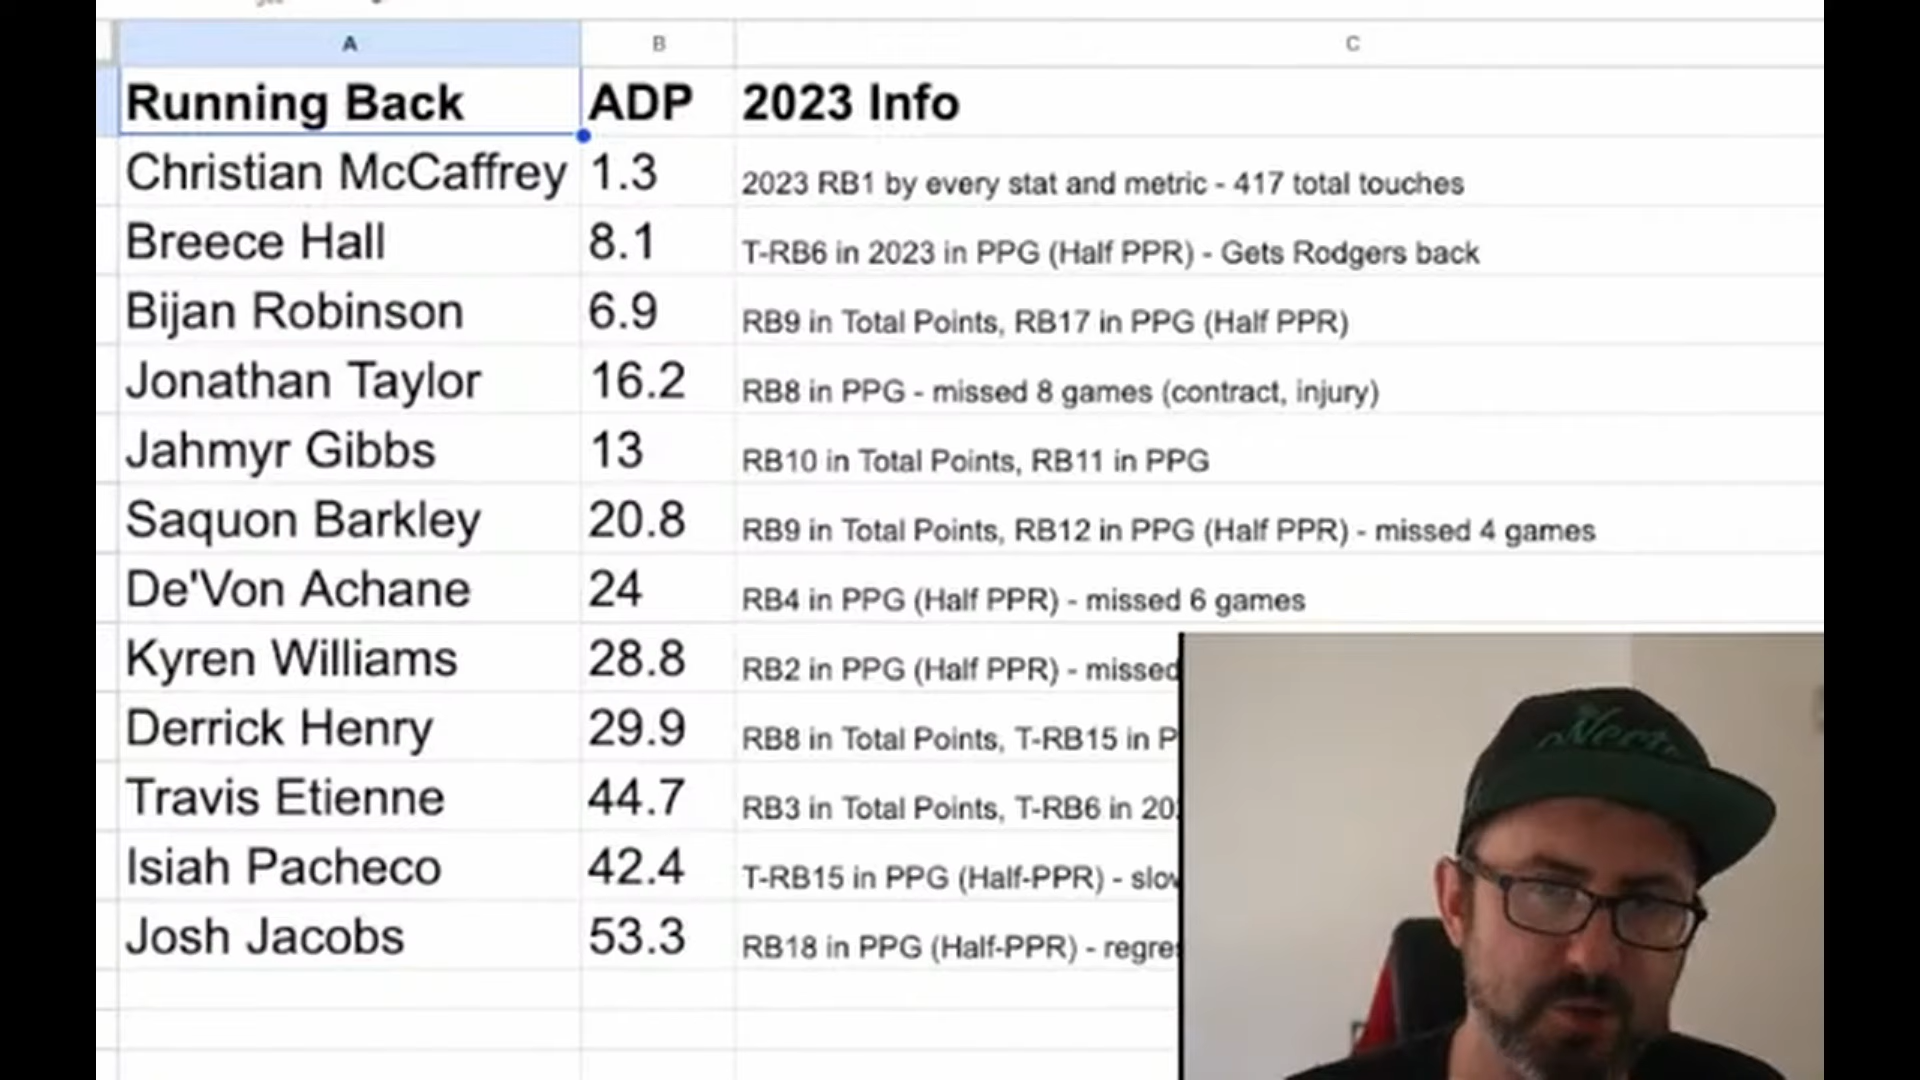 A B C
Running Back ADP 2023 Info
Christian McCaffrey 1.3 2023 RB1 by every stat and metric - 417 total touches
Breece Hall 8.1 T-RB6 in 2023 in PPG (Half PPR) - Gets Rodgers back
Bijan Robinson 6.9 RB9 in Total Points, RB17 in PPG (Half PPR)
Jonathan Taylor 16.2 RB8 in PPG - missed 8 games (contract, injury)
Jahmyr Gibbs 13 RB10 in Total Points, RB11 in PPG
Saquon Barkley 20.8 RB9 in Total Points, RB12 in PPG (Half PPR) - missed 4 games
De'Von Achane 24 RB4 in PPG (Half PPR) - missed 6 games
Kyren Williams 28.8 RB2 in PPG (Half PPR) - missed
Derrick Henry 29.9 RB8 in Total Points, T-RB15 in P
Travis Etienne 44.7 RB3 in Total Points, T-RB6 in 20
Isiah Pacheco 42.4 T-RB15 in PPG (Half-PPR) -
Josh Jacobs 53.3 RB18 in PPG (Half-PPR) -